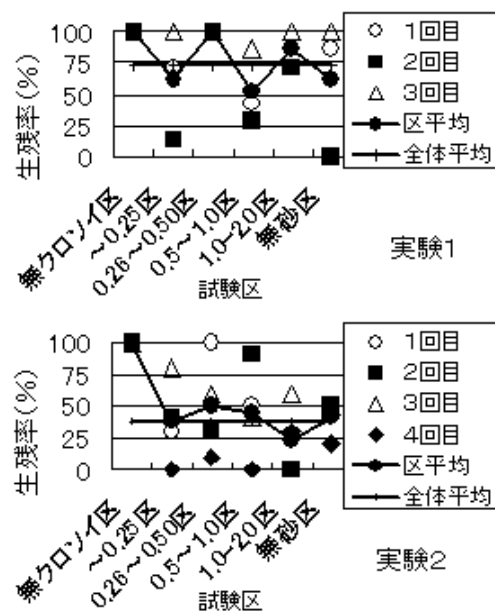 生残率(%)
100
75
50
25
0
無クロソイ区
~0.25区
0.26~0.50区
0.5~1.0区
1.0-2.0区
無砂区
試験区
1回目
2回目
3回目
区平均
全体平均
実験1
生残率(%)
100
75
50
25
0
無クロソイ区
~0.25区
0.26~0.50区
0.5~1.0区
1.0-2.0区
無砂区
試験区
1回目
2回目
3回目
4回目
区平均
全体平均
実験2